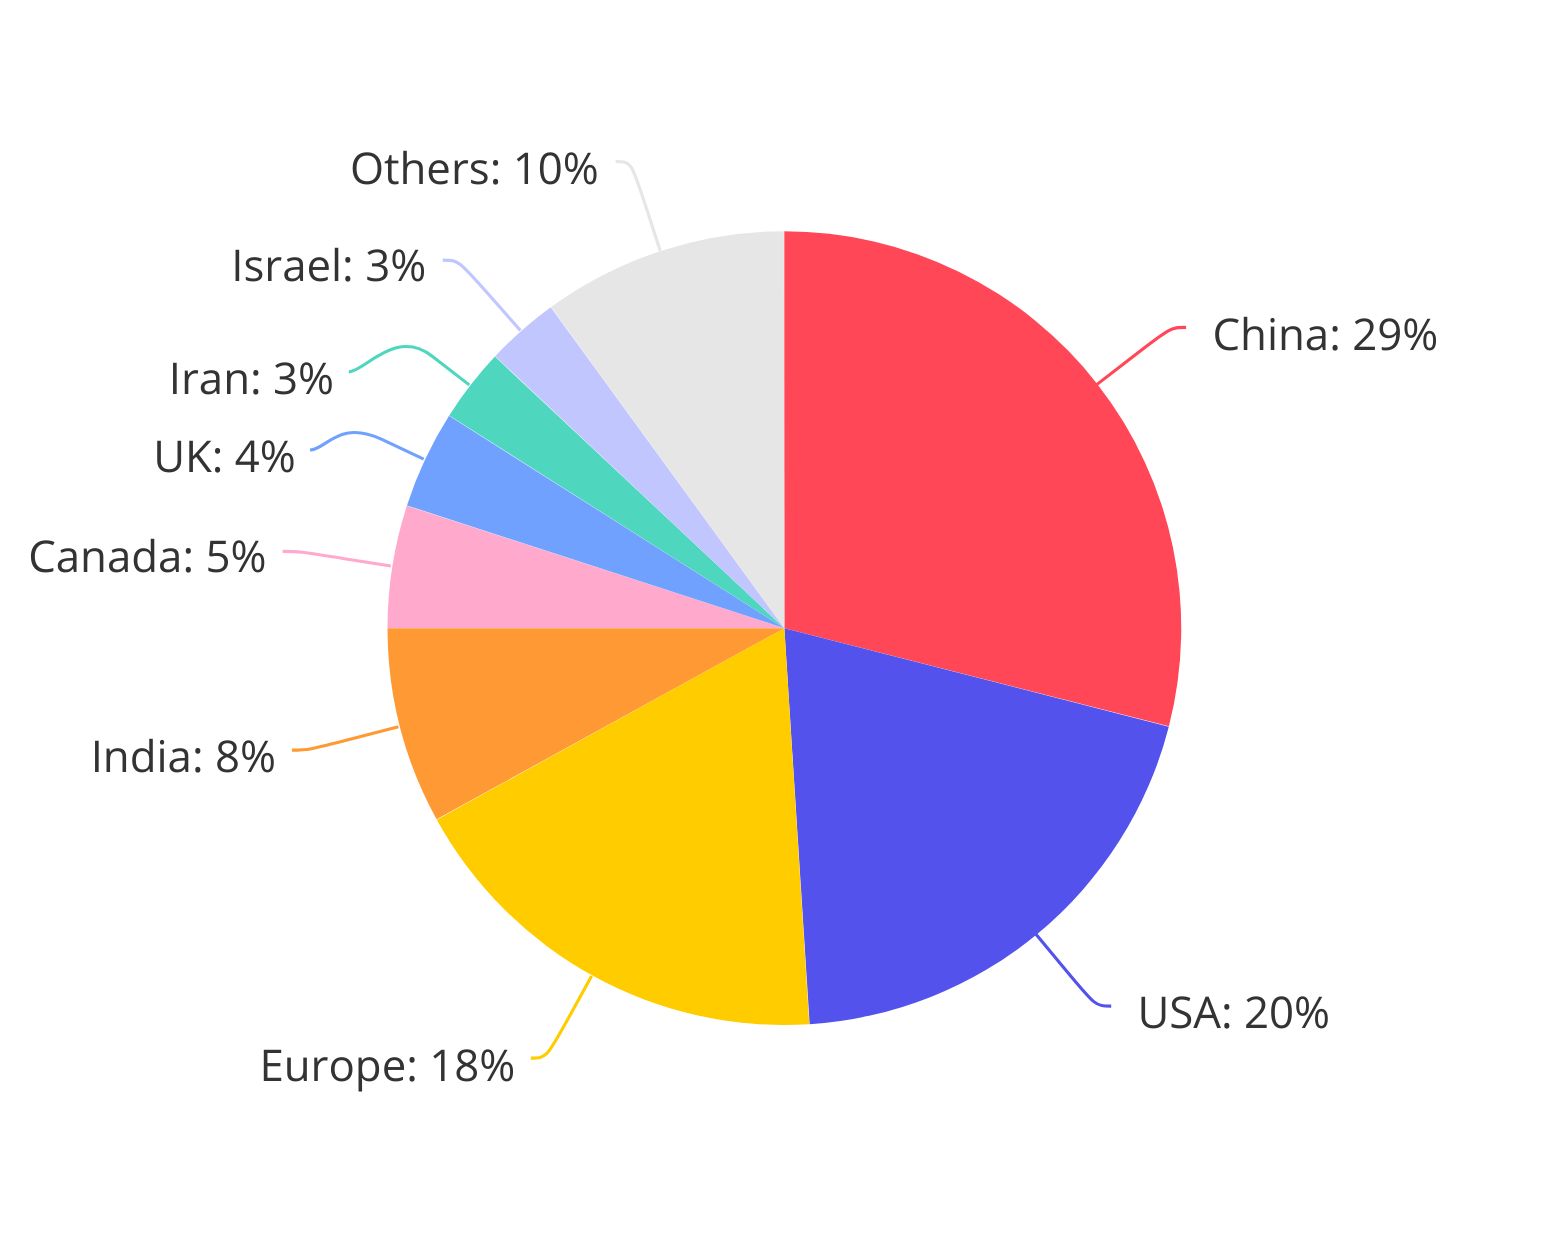 Others: 10%
Israel: 3%
China: 29%
Iran: 3%
UK: 4%
Canada: 5%
India: 8%
USA: 20%
Europe: 18%